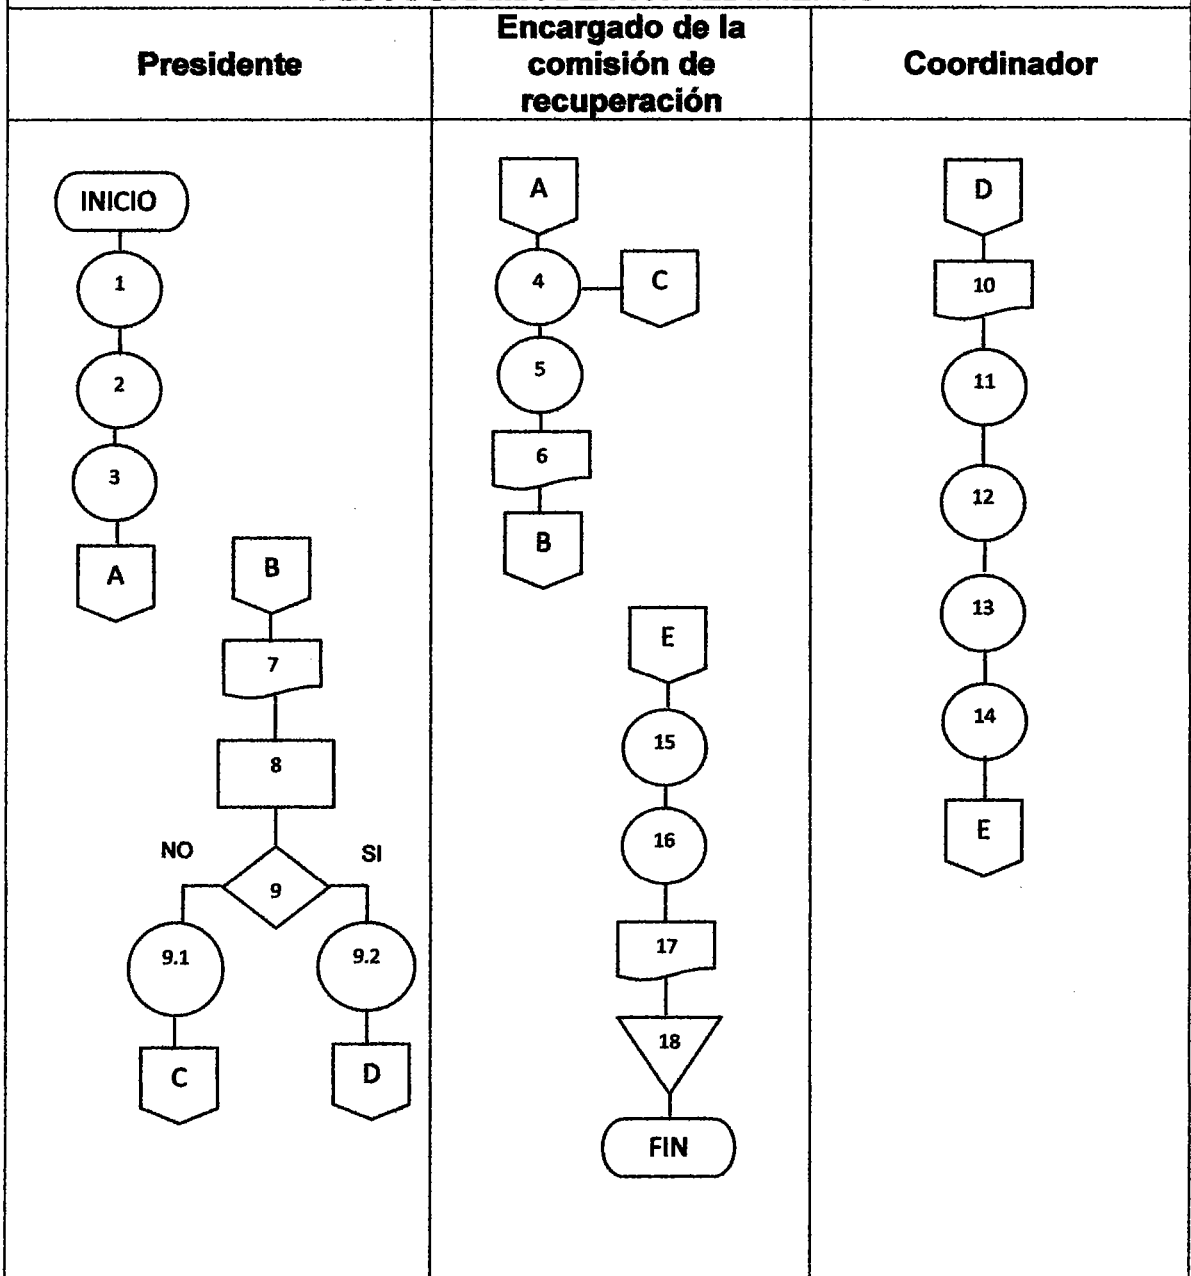 Presidente
Encargado de la
comisión de
recuperación
Coordinador
INICIO
1
2
3
A
B
7
8
NO
SI
9
9.1
9.2
C
D
A
4
C
5
6
B
E
15
16
17
18
FIN
D
10
11
12
13
14
E